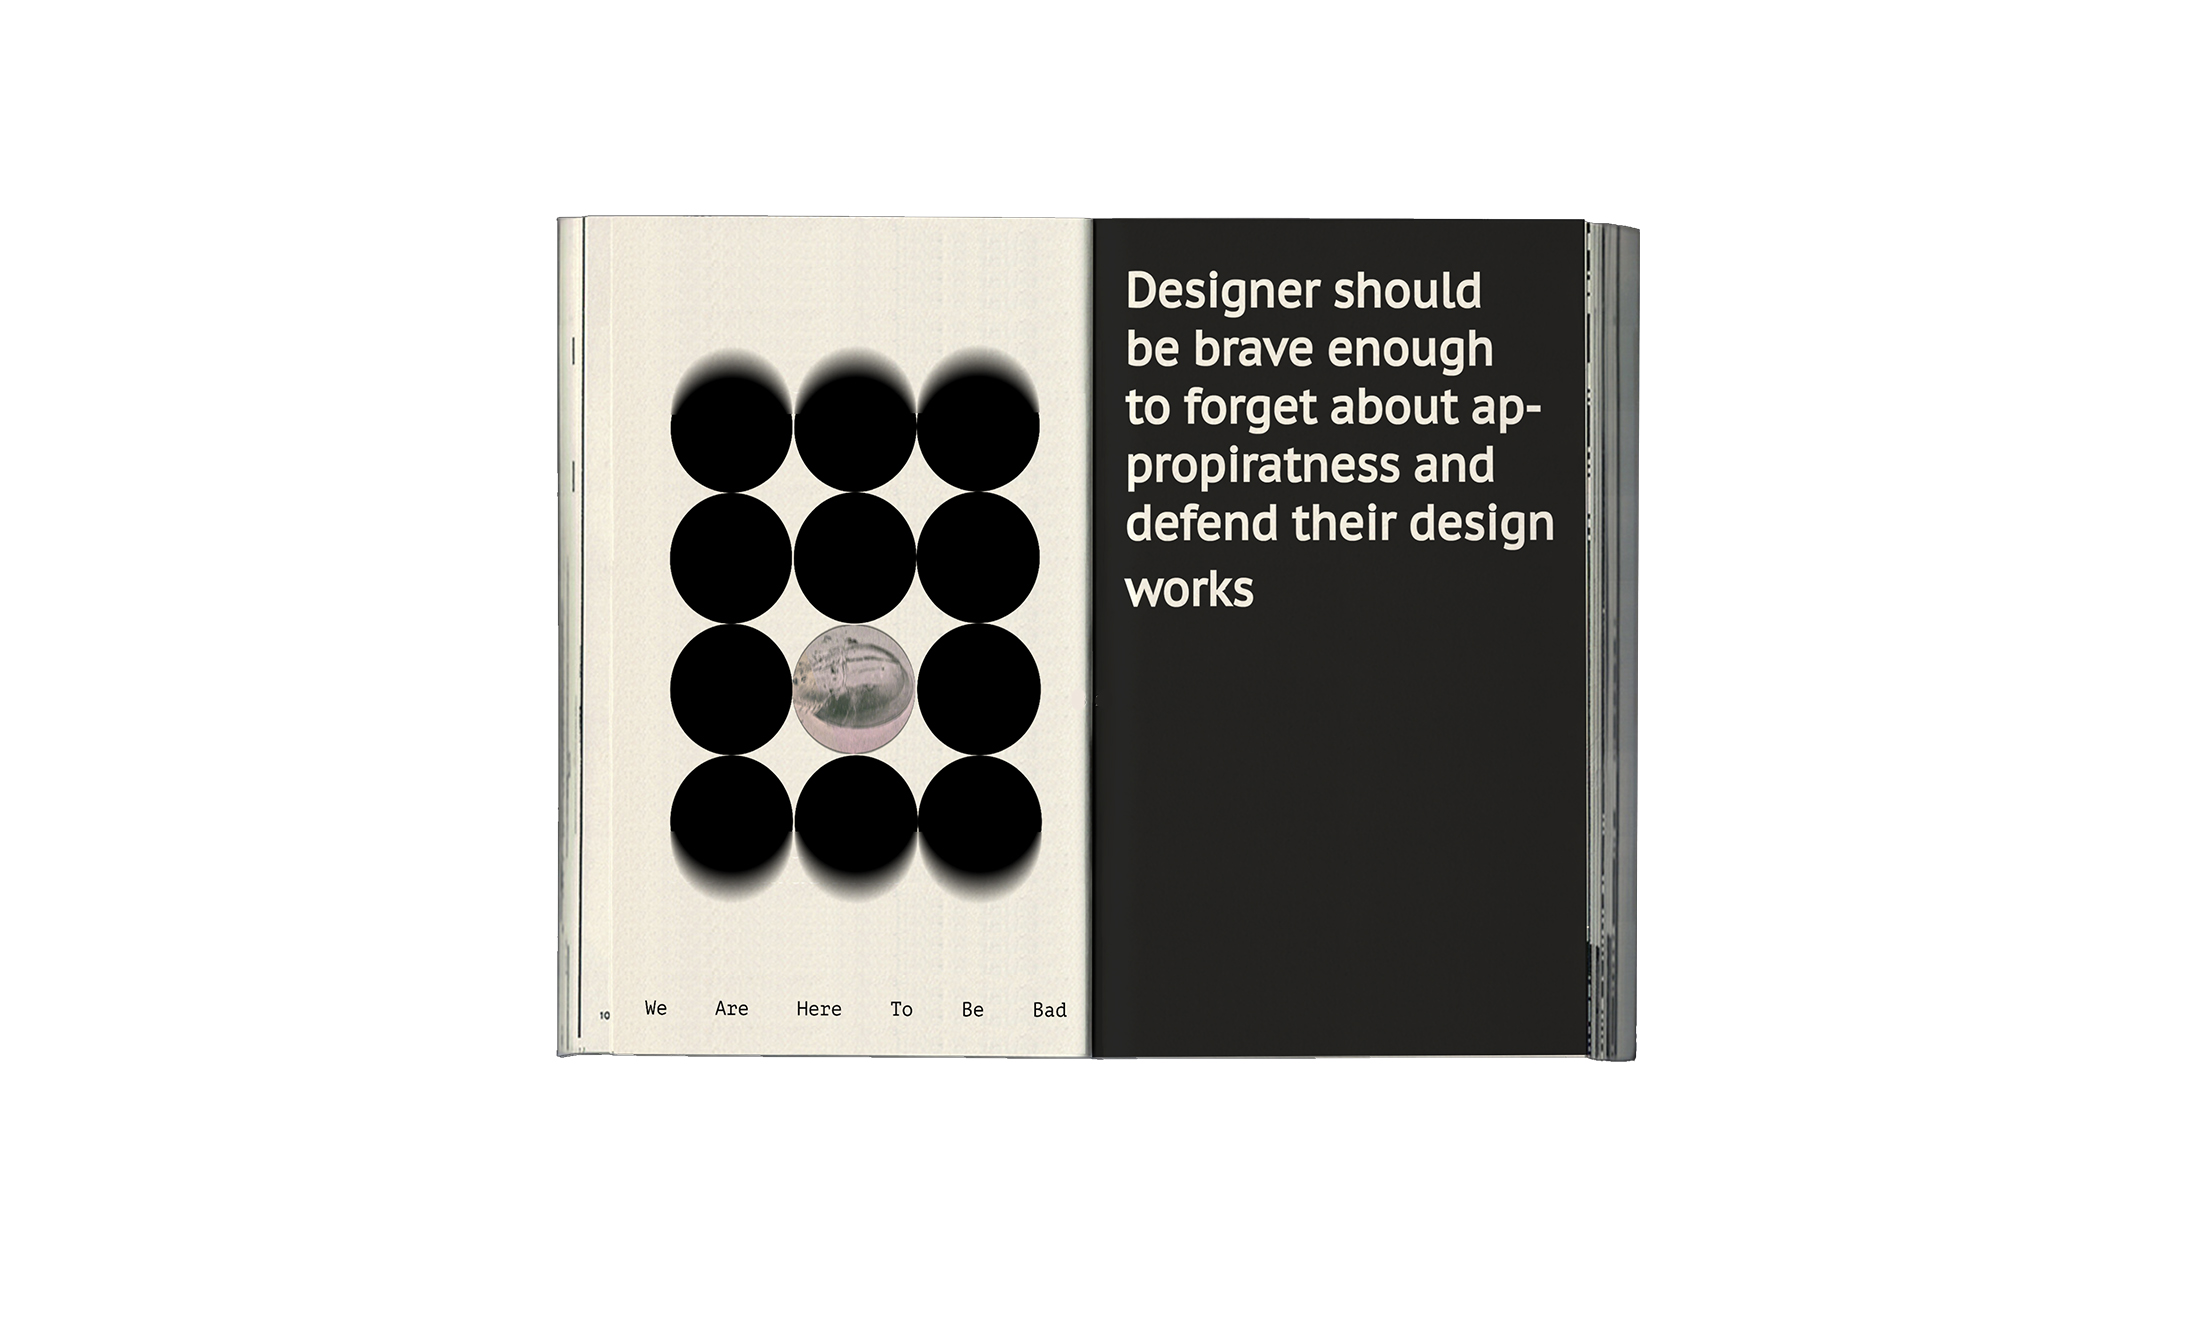 10 We Are Here To Be Bad
Designer should
be brave enough
to forget about ap-
propiratness and
defend their design
works